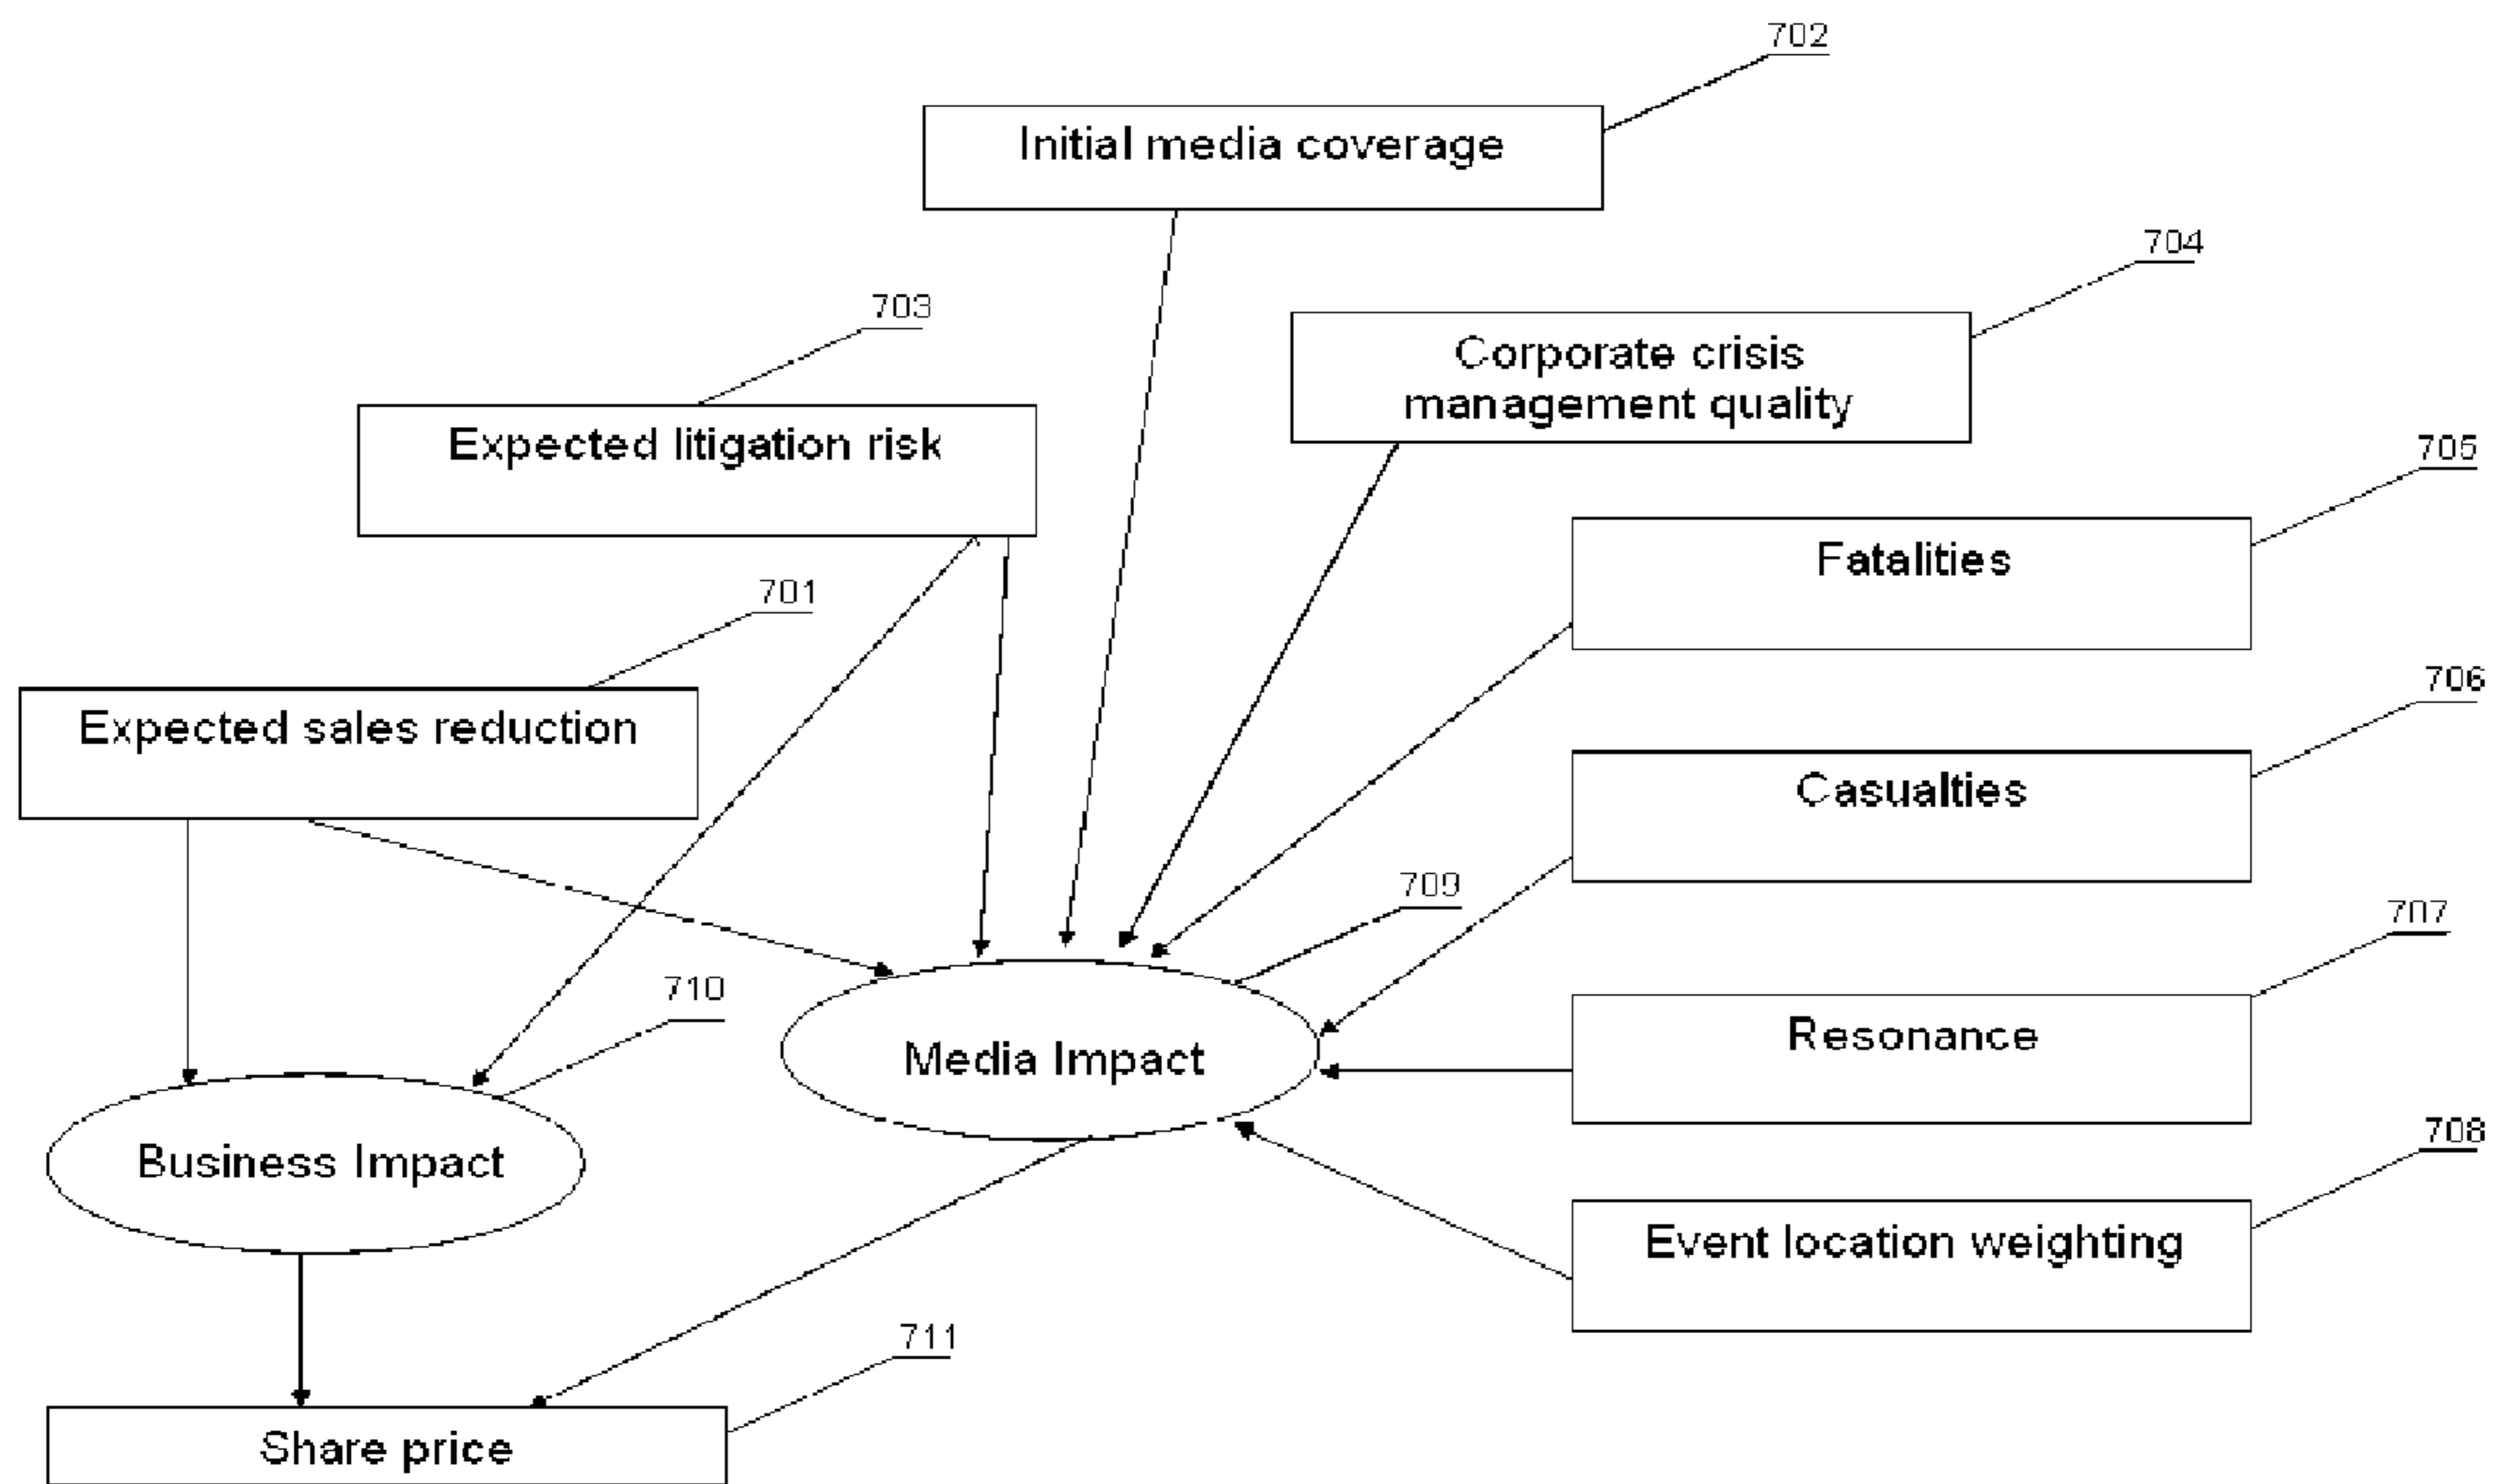 702
Initial media coverage
704
703
Corporate crisis
management quality
Expected litigation risk
705
Fatalities
701
706
Expected sales reduction
Casualties
709
707
710
Resonance
Media Impact
708
Business Impact
Event location weighting
711
Share price